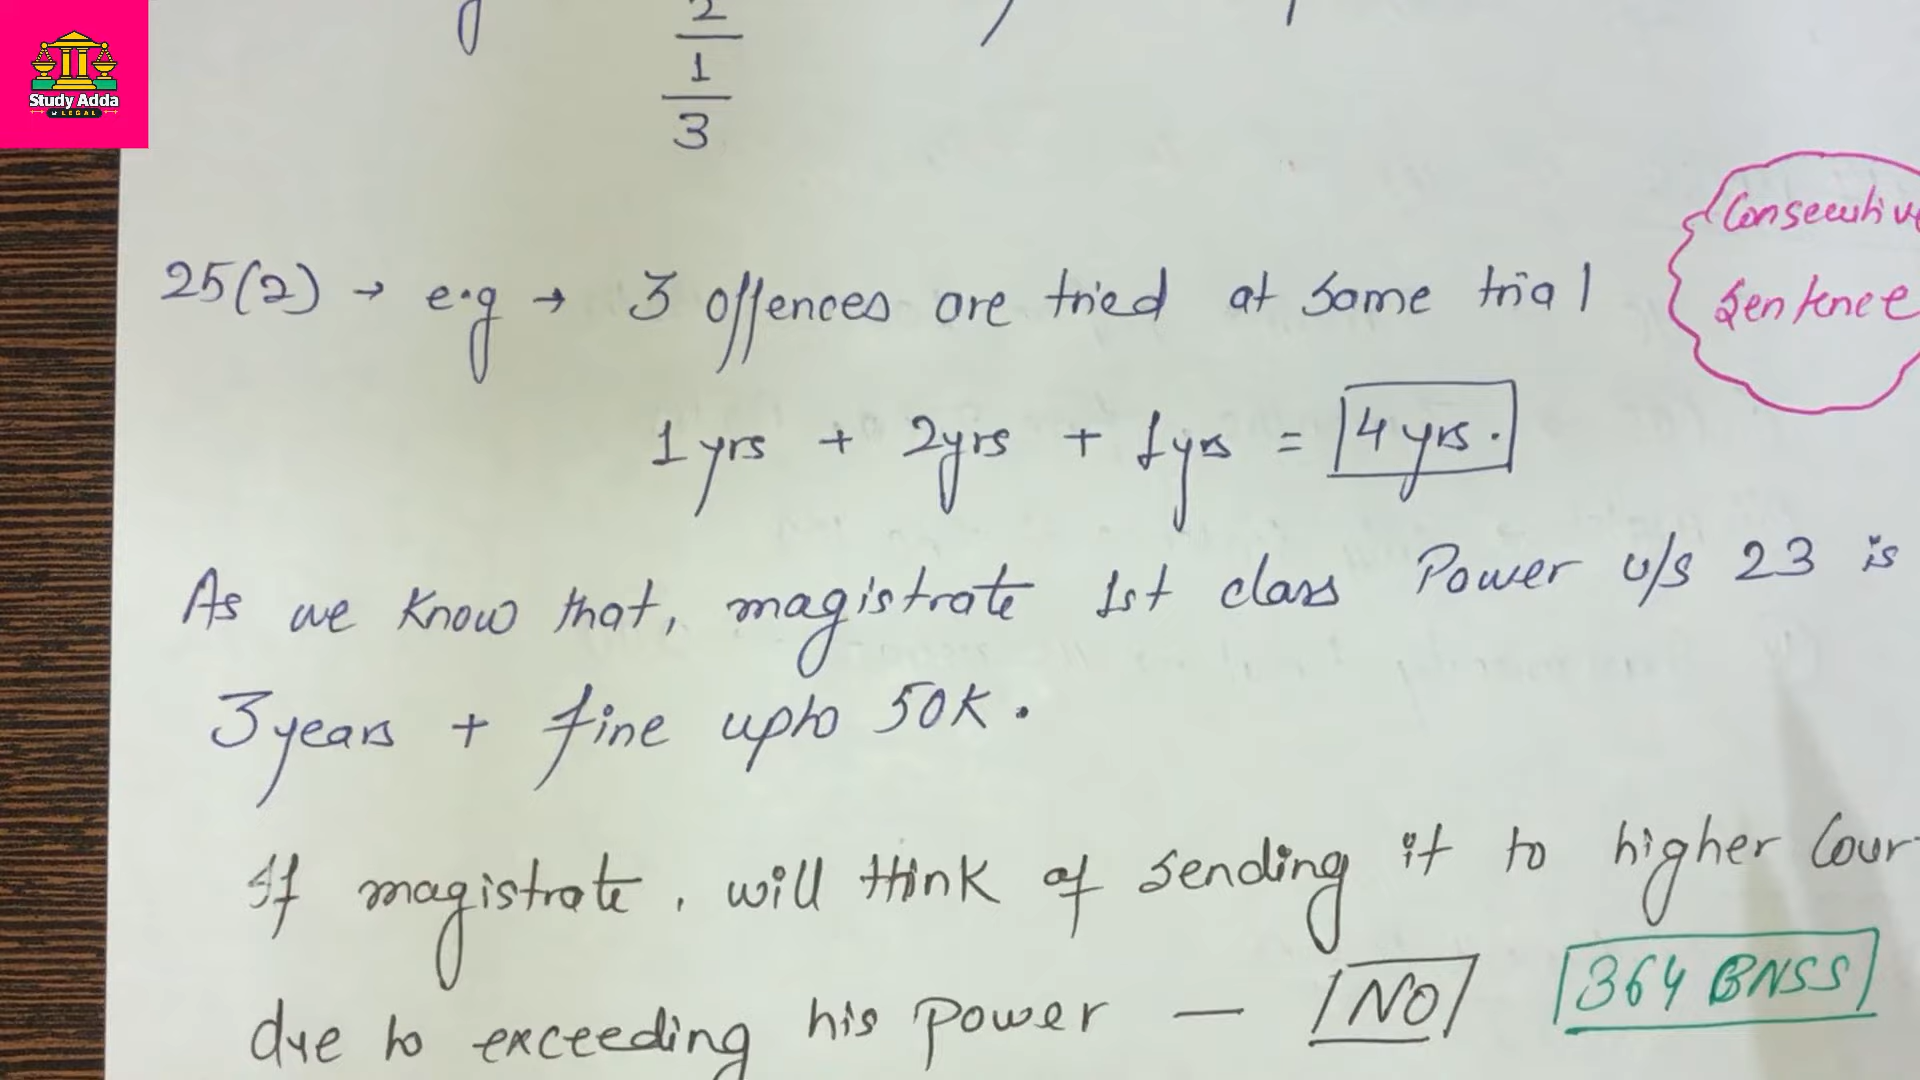 Study Adda
LEGAL
2
1
3
25(2) → e.g → 3 offences are tried at same trial
Consecutive
Sentence
1 yrs + 2yrs + 1yrs = 4 yrs.
As we know that, magistrate 1st class Power u/s 23 is
3 years + fine upto 50K.
If magistrate, will think of sending it to higher Cour
due to exceeding his power — NO 364 BNSS